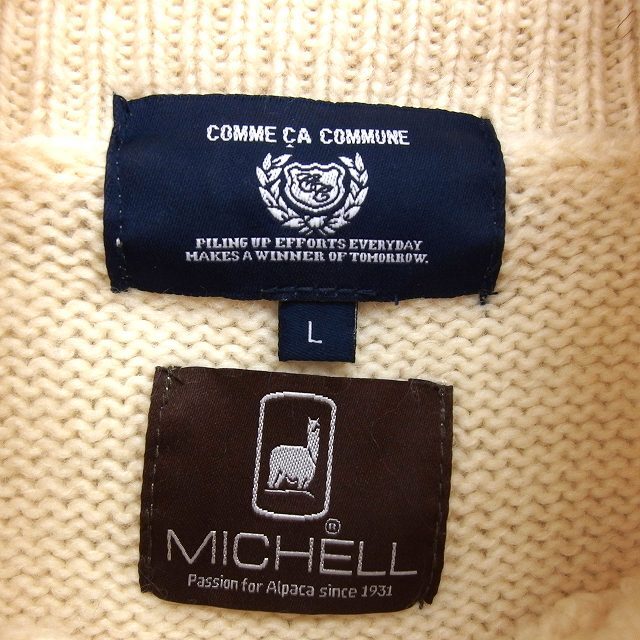 COMME ÇA COMMUNE
PILING UP EFFORTS EVERYDAY
MAKES A WINNER OF TOMORROW.
L
MICHELL®
Passion for Alpaca since 1931